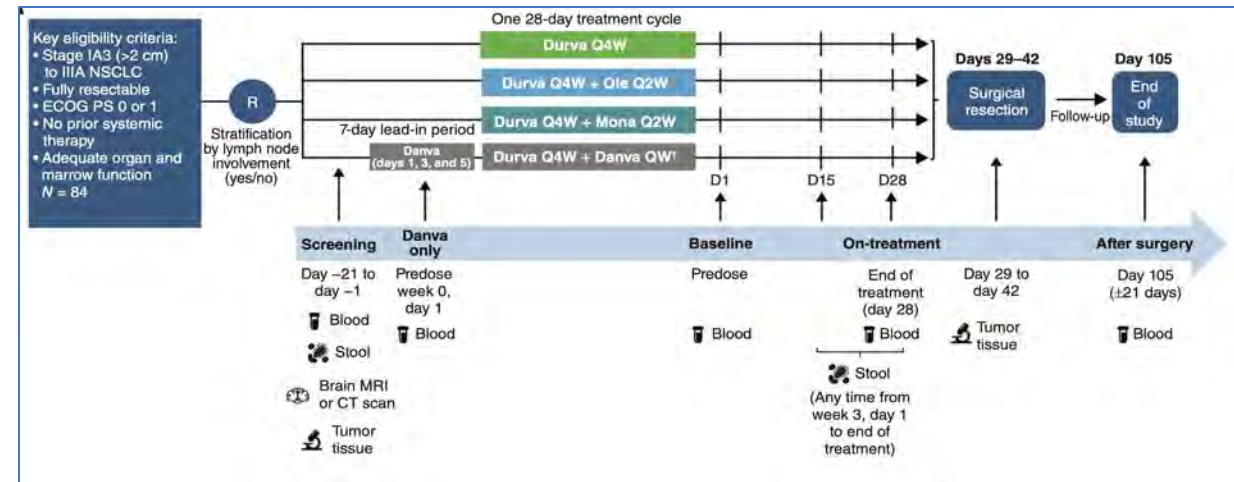 Key eligibility criteria:
• Stage IA3 (>2 cm)
to IIIA NSCLC
• Fully resectable
• ECOG PS 0 or 1
• No prior systemic
therapy
• Adequate organ and
marrow function
N = 84
R
Stratification
by lymph node
involvement
(yes/no)
One 28-day treatment cycle
Durva Q4W
Durva Q4W + Ole Q2W
Durva Q4W + Mona Q2W
7-day lead-in period
Danva
(days 1, 3, and 5)
Durva Q4W + Danva QW†
D1
D15
D28
Days 29–42
Surgical
resection
Follow-up
Day 105
End
of
study
Screening
Day −21 to
day −1
Blood
Stool
Brain MRI
or CT scan
Tumor
tissue
Danva
only
Predose
week 0,
day 1
Blood
Baseline
Predose
Blood
On-treatment
End of
treatment
(day 28)
Blood
Stool
(Any time from
week 3, day 1
to end of
treatment)
Day 29 to
day 42
Tumor
tissue
After surgery
Day 105
(±21 days)
Blood